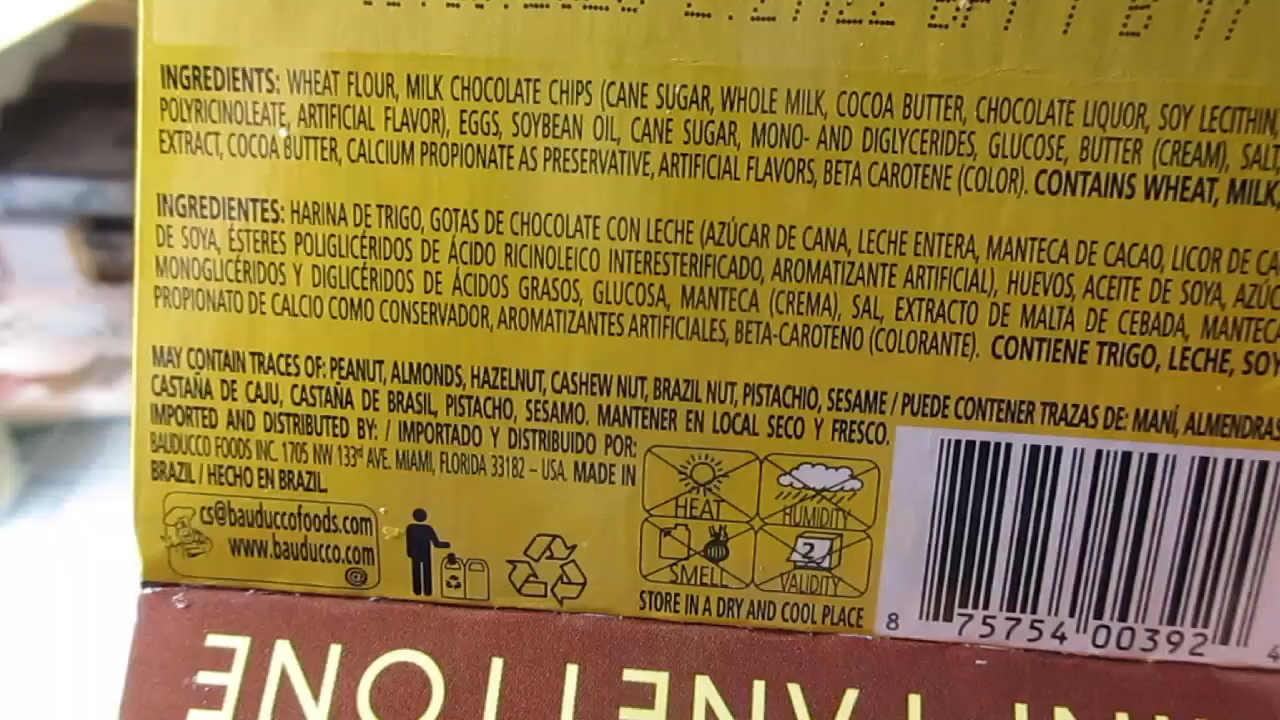 INGREDIENTS: WHEAT FLOUR, MILK CHOCOLATE CHIPS (CANE SUGAR, WHOLE MILK, COCOA BUTTER, CHOCOLATE LIQUOR, SOY LECITHIN,
POLYRICINOLEATE, ARTIFICIAL FLAVOR), EGGS, SOYBEAN OIL, CANE SUGAR, MONO- AND DIGLYCERIDES, GLUCOSE, BUTTER (CREAM), SALT,
EXTRACT, COCOA BUTTER, CALCIUM PROPIONATE AS PRESERVATIVE, ARTIFICIAL FLAVORS, BETA CAROTENE (COLOR). CONTAINS WHEAT, MILK,
INGREDIENTES: HARINA DE TRIGO, GOTAS DE CHOCOLATE CON LECHE (AZÚCAR DE CANA, LECHE ENTERA, MANTECA DE CACAO, LICOR DE CA
DE SOYA, ÉSTERES POLIGLICÉRIDOS DE ÁCIDO RICINOLEICO INTERESTERIFICADO, AROMATIZANTE ARTIFICIAL), HUEVOS, ACEITE DE SOYA, AZÚC
MONOGLICÉRIDOS Y DIGLICÉRIDOS DE ÁCIDOS GRASOS, GLUCOSA, MANTECA (CREMA), SAL, EXTRACTO DE MALTA DE CEBADA, MANTECA
PROPIONATO DE CALCIO COMO CONSERVADOR, AROMATIZANTES ARTIFICIALES, BETA-CAROTENO (COLORANTE). CONTIENE TRIGO, LECHE, SOY
MAY CONTAIN TRACES OF: PEANUT, ALMONDS, HAZELNUT, CASHEW NUT, BRAZIL NUT, PISTACHIO, SESAME / PUEDE CONTENER TRAZAS DE: MANÍ, ALMENDRAS
CASTAÑA DE CAJU, CASTAÑA DE BRASIL, PISTACHO, SESAMO. MANTENER EN LOCAL SECO Y FRESCO.
IMPORTED AND DISTRIBUTED BY: / IMPORTADO Y DISTRIBUIDO POR:
BAUDUCCO FOODS INC. 1705 NW 133rd AVE. MIAMI, FLORIDA 33182 – USA. MADE IN
BRAZIL / HECHO EN BRAZIL.
cs@bauduccofoods.com
www.bauducco.com
@
HEAT
HUMIDITY
SMELL
2
VALIDITY
STORE IN A DRY AND COOL PLACE
8 75754 00392 4